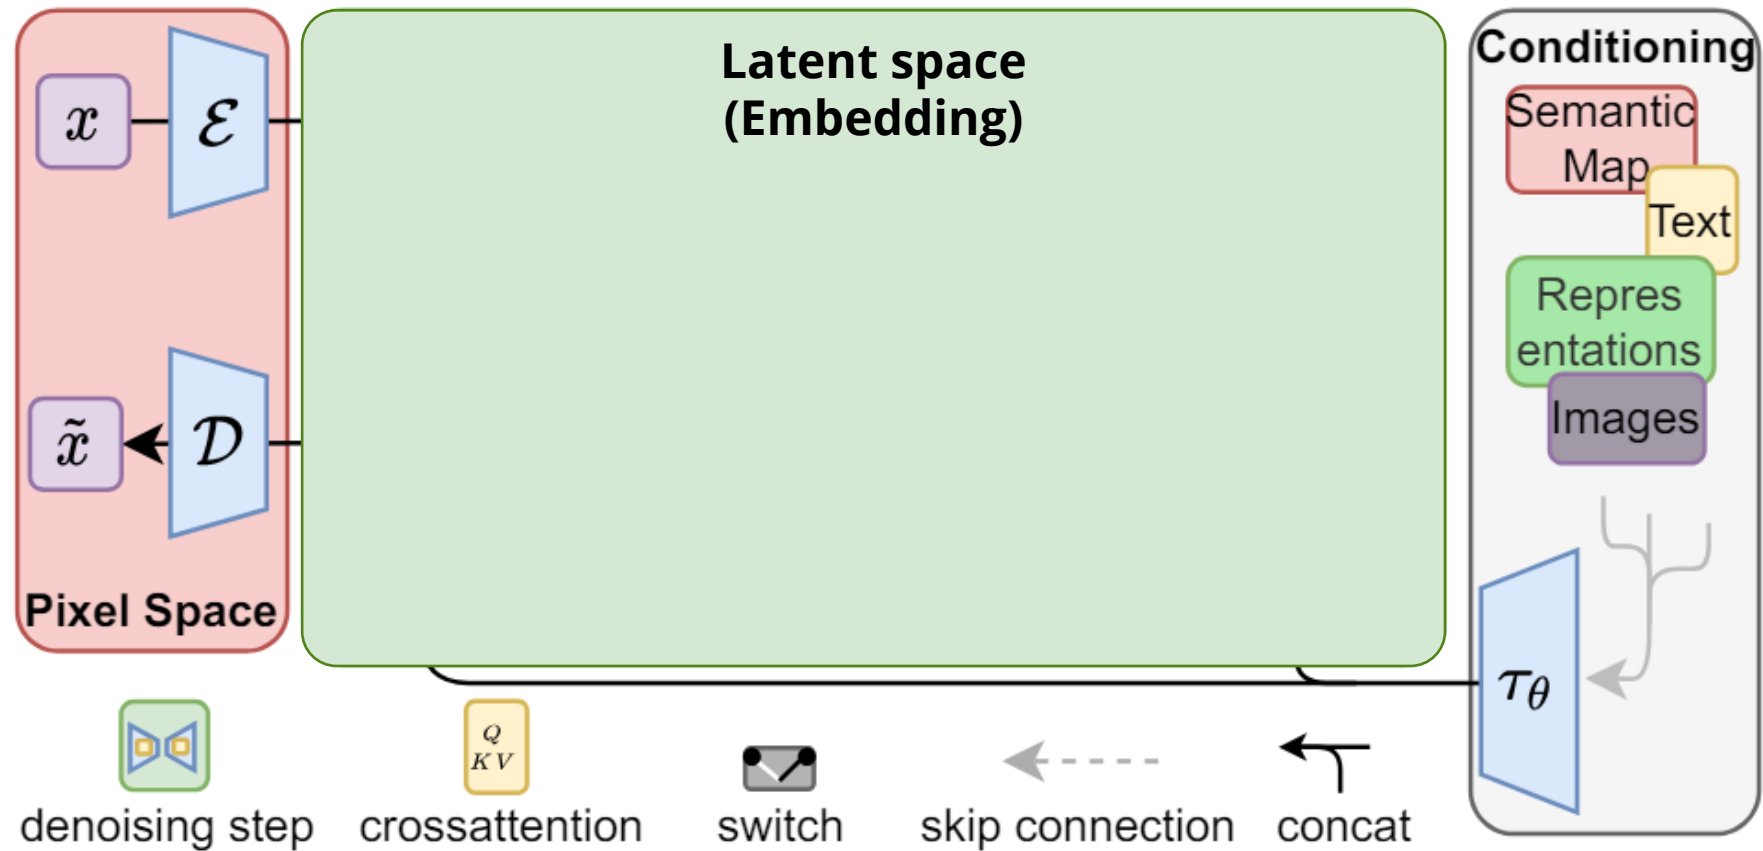 Latent space
(Embedding)
Conditioning
Semantic
Map
Text
Repres
entations
Images
x
ℰ
x̃
𝒟
Pixel Space
τθ
Q
KV
denoising step
crossattention
switch
skip connection
concat